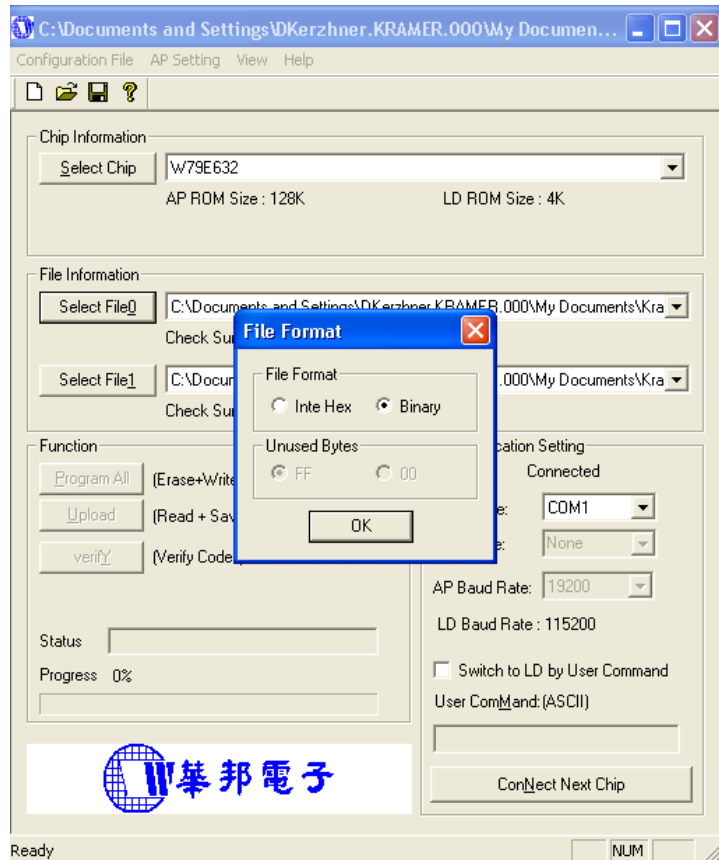 C:\Documents and Settings\DKerzhner.KRAMER.000\My Documen...
Configuration File AP Setting View Help
Chip Information
Select Chip W79E632
AP ROM Size : 128K LD ROM Size : 4K
File Information
Select File0 C:\Documents and Settings\DKerzhner.KRAMER.000\My Documents\Kra
Check Su
Select File1 C:\Docu .000\My Documents\Kra
Check Su
File Format
File Format
Inte Hex Binary
Unused Bytes
FF 00
OK
Function
Program All (Erase+Write
Upload (Read + Sav
verifY (Verify Code
cation Setting
Connected
e: COM1
e: None
AP Baud Rate: 19200
LD Baud Rate : 115200
Switch to LD by User Command
User ComMand:(ASCII)
ConNect Next Chip
Status
Progress 0%
華邦電子
Ready NUM